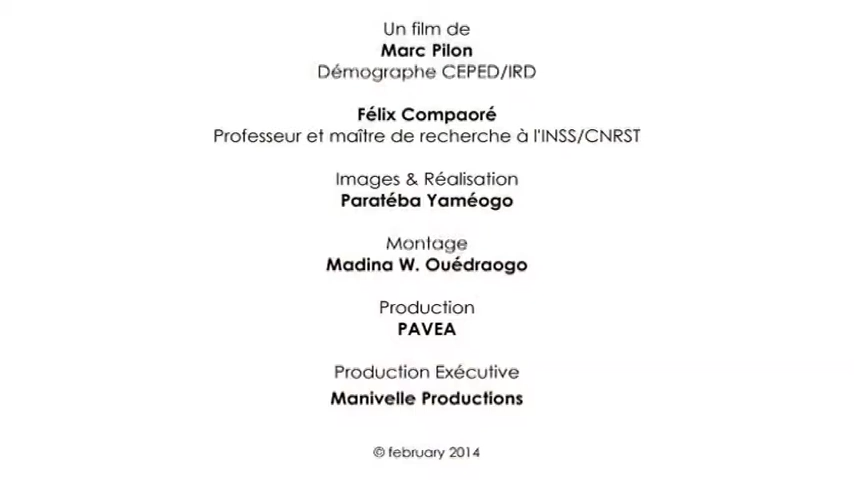 Un film de
Marc Pilon
Démographe CEPED/IRD
Félix Compaoré
Professeur et maître de recherche à l'INSS/CNRST
Images & Réalisation
Paratéba Yaméogo
Montage
Madina W. Ouédraogo
Production
PAVEA
Production Exécutive
Manivelle Productions
© february 2014